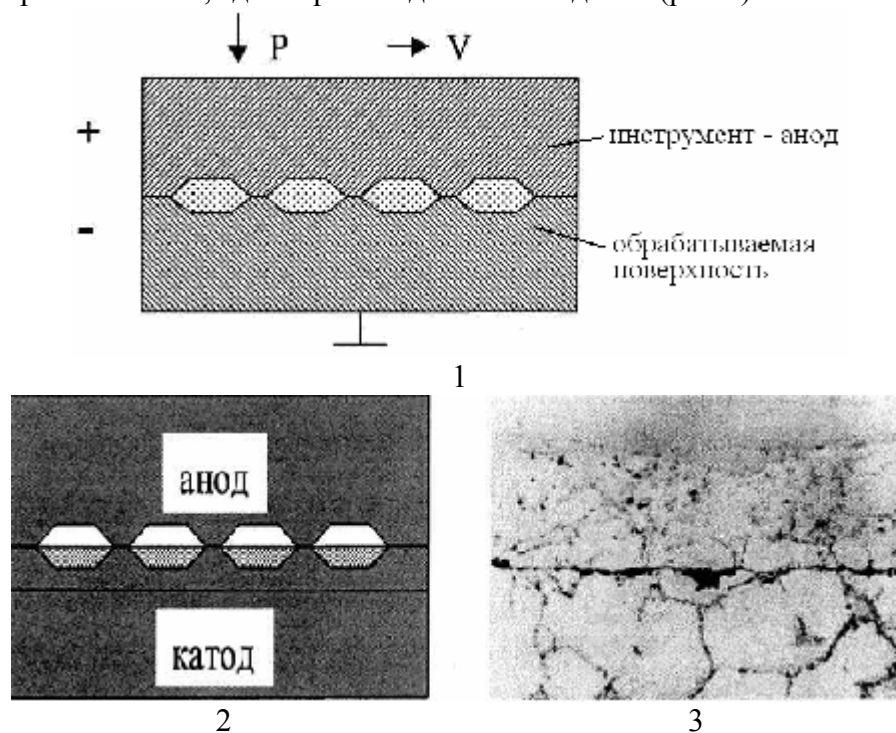 P
V
+
инструмент - анод
-
обрабатываемая
поверхность
1
анод
катод
2
3